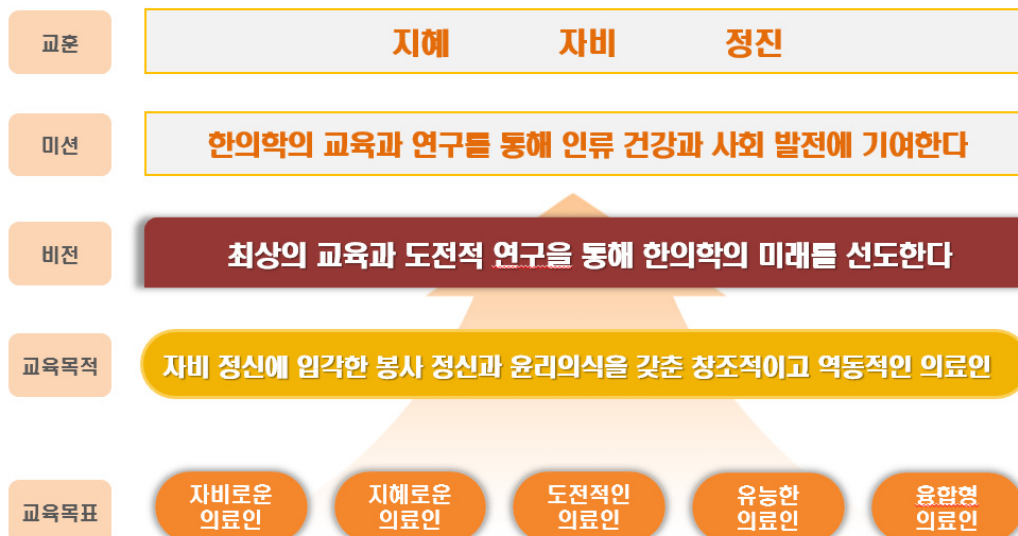 교훈
지혜 자비 정진
미션
한의학의 교육과 연구를 통해 인류 건강과 사회 발전에 기여한다
비전
최상의 교육과 도전적 연구을 통해 한의학의 미래를 선도한다
교육목적
자비 정신에 입각한 봉사 정신과 윤리의식을 갖춘 창조적이고 역동적인 의료인
교육목표
자비로운
의료인
지혜로운
의료인
도전적인
의료인
유능한
의료인
융합형
의료인